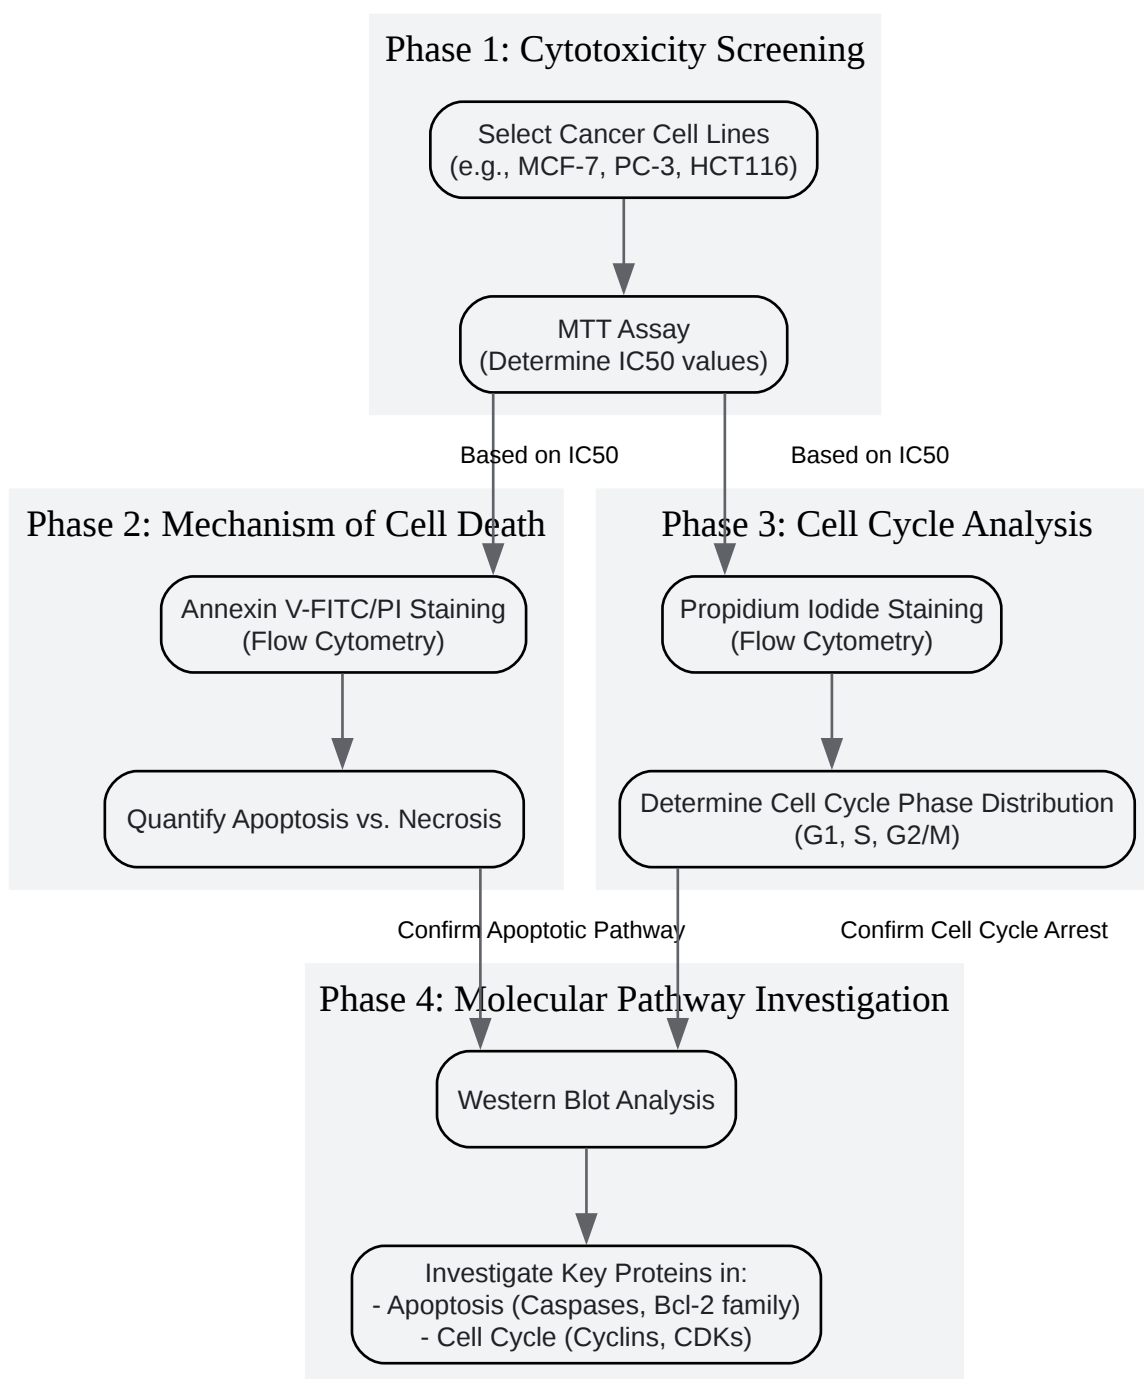 Phase 1: Cytotoxicity Screening
Select Cancer Cell Lines
(e.g., MCF-7, PC-3, HCT116)
MTT Assay
(Determine IC50 values)
Based on IC50
Based on IC50
Phase 2: Mechanism of Cell Death
Phase 3: Cell Cycle Analysis
Annexin V-FITC/PI Staining
(Flow Cytometry)
Propidium Iodide Staining
(Flow Cytometry)
Quantify Apoptosis vs. Necrosis
Determine Cell Cycle Phase Distribution
(G1, S, G2/M)
Confirm Apoptotic Pathway
Confirm Cell Cycle Arrest
Phase 4: Molecular Pathway Investigation
Western Blot Analysis
Investigate Key Proteins in:
- Apoptosis (Caspases, Bcl-2 family)
- Cell Cycle (Cyclins, CDKs)